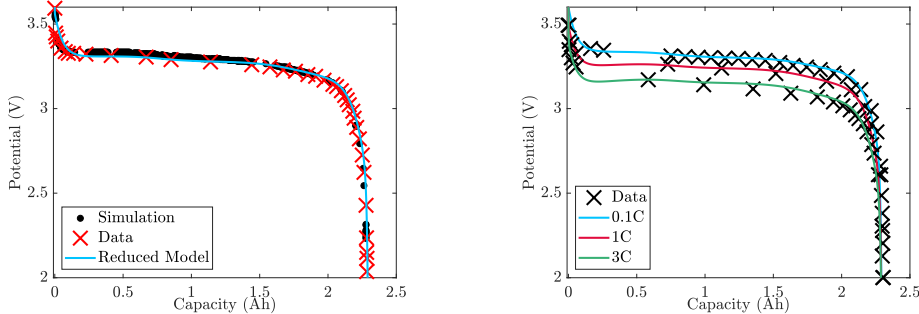 3.5
3
2.5
2
Potential (V)
Simulation
Data
Reduced Model
0 0.5 1 1.5 2 2.5
Capacity (Ah)
3.5
3
2.5
2
Potential (V)
Data
0.1C
1C
3C
0 0.5 1 1.5 2 2.5
Capacity (Ah)